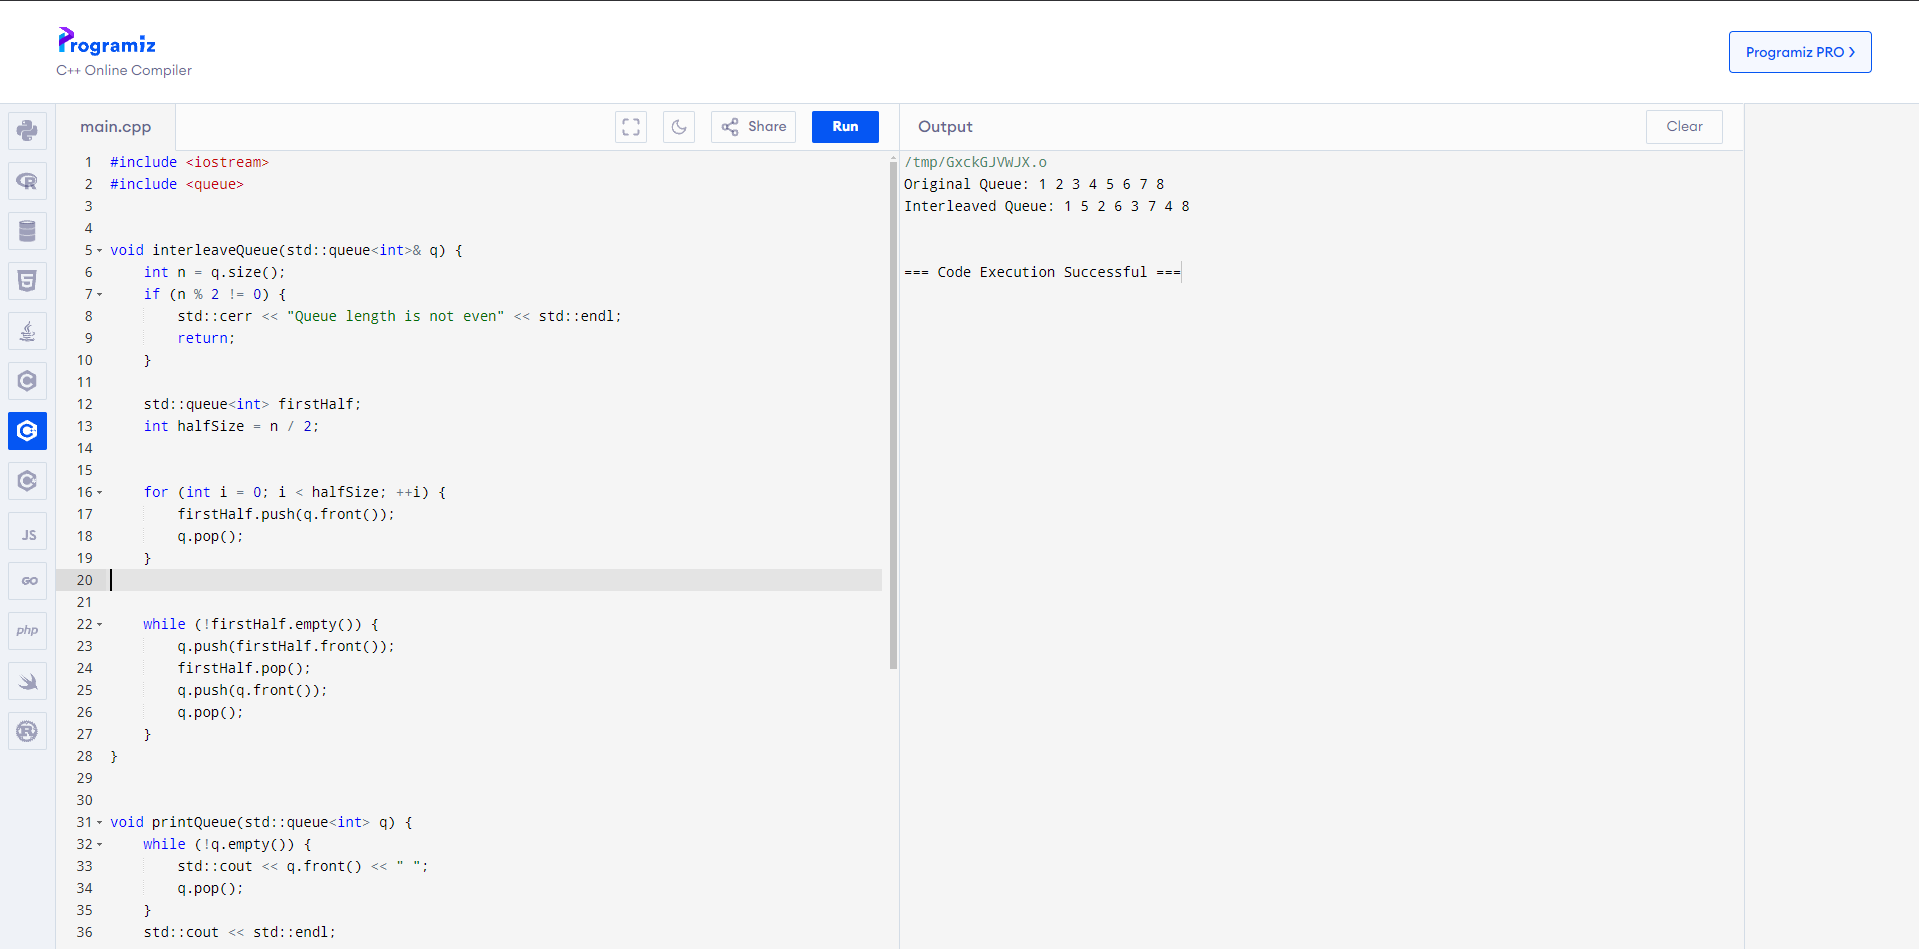 Programiz
C++ Online Compiler
Programiz PRO
main.cpp
Share
Run
Output
Clear
1 #include <iostream>
2 #include <queue>
3
4
5 void interleaveQueue(std::queue<int>& q) {
6     int n = q.size();
7     if (n % 2 != 0) {
8         std::cerr << "Queue length is not even" << std::endl;
9         return;
10     }
11
12     std::queue<int> firstHalf;
13     int halfSize = n / 2;
14
15
16     for (int i = 0; i < halfSize; ++i) {
17         firstHalf.push(q.front());
18         q.pop();
19     }
20
21
22     while (!firstHalf.empty()) {
23         q.push(firstHalf.front());
24         firstHalf.pop();
25         q.push(q.front());
26         q.pop();
27     }
28 }
29
30
31 void printQueue(std::queue<int> q) {
32     while (!q.empty()) {
33         std::cout << q.front() << " ";
34         q.pop();
35     }
36     std::cout << std::endl;
/tmp/GxckGJVWJX.o
Original Queue: 1 2 3 4 5 6 7 8
Interleaved Queue: 1 5 2 6 3 7 4 8
=== Code Execution Successful ===
R
5
C
C
C
JS
GO
php
R